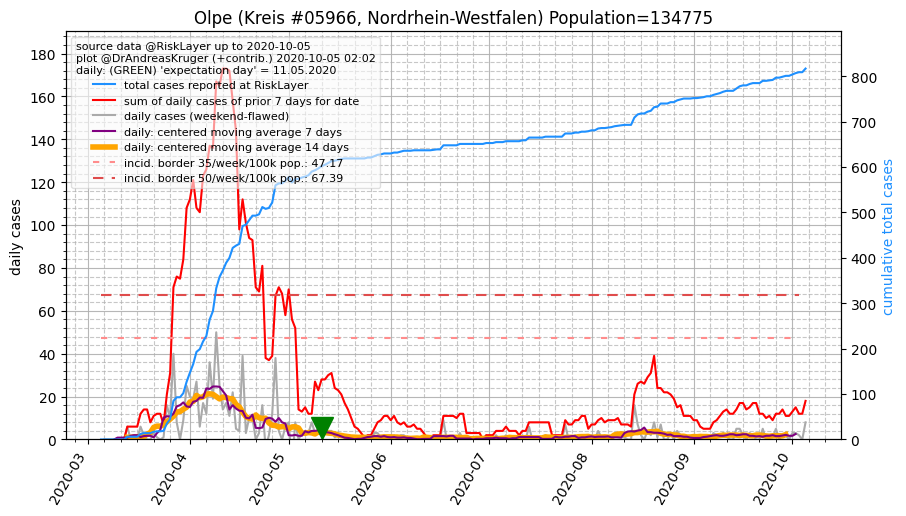 Olpe (Kreis #05966, Nordrhein-Westfalen) Population=134775
source data @RiskLayer up to 2020-10-05
plot @DrAndreasKruger (+contrib.) 2020-10-05 02:02
daily: (GREEN) 'expectation day' = 11.05.2020
total cases reported at RiskLayer
sum of daily cases of prior 7 days for date
daily cases (weekend-flawed)
daily: centered moving average 7 days
daily: centered moving average 14 days
incid. border 35/week/100k pop.: 47.17
incid. border 50/week/100k pop.: 67.39
daily cases
180
160
140
120
100
80
60
40
20
0
cumulative total cases
800
700
600
500
400
300
200
100
0
2020-03
2020-04
2020-05
2020-06
2020-07
2020-08
2020-09
2020-10